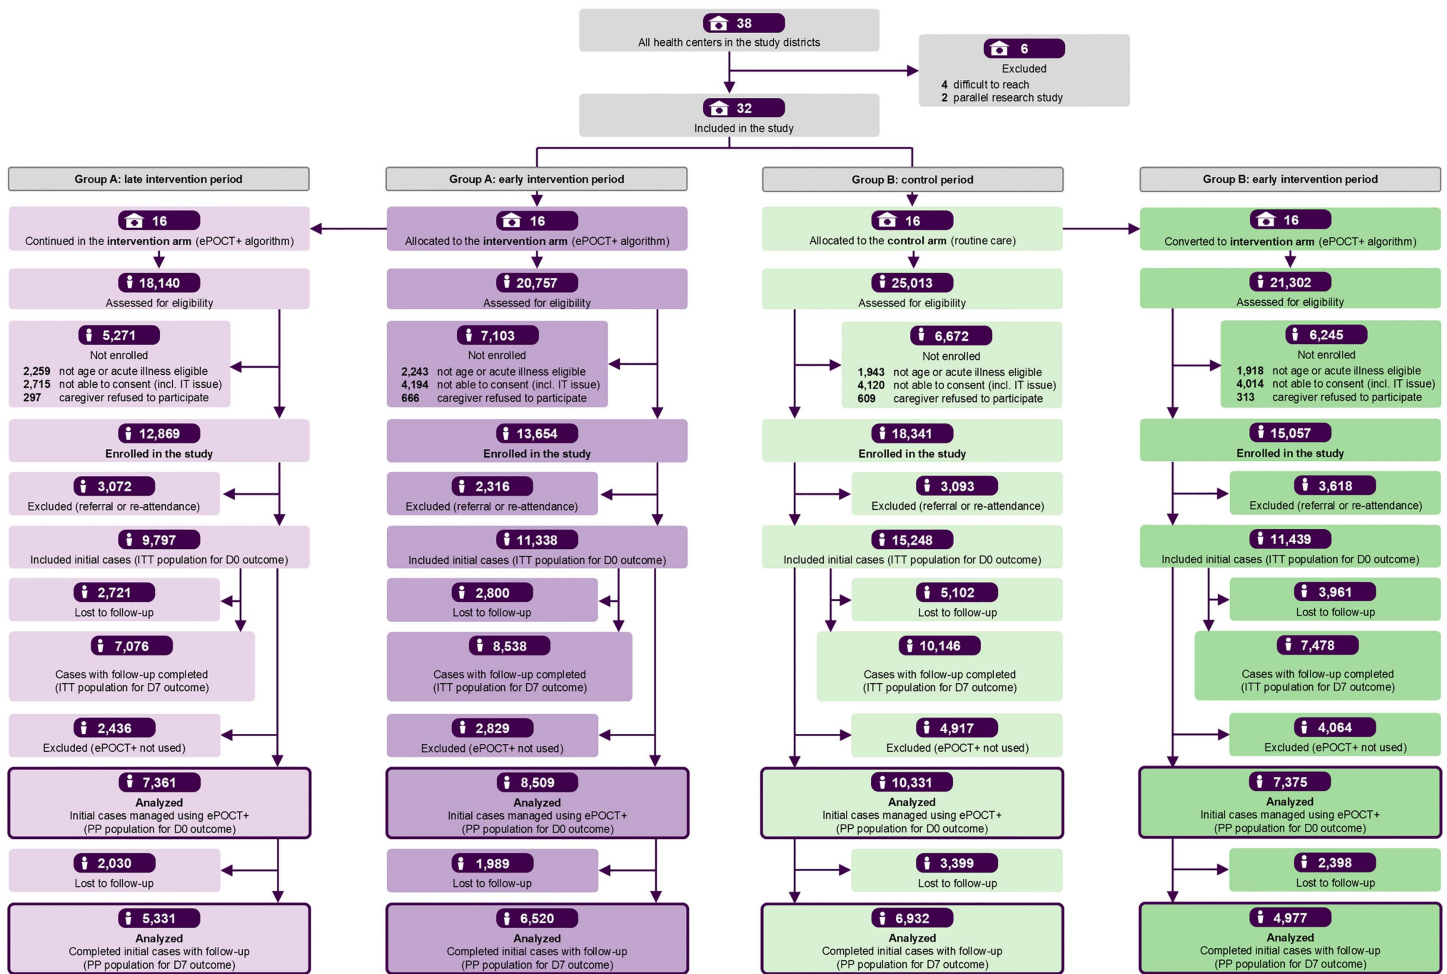 38
All health centers in the study districts
6
Excluded
4 difficult to reach
2 parallel research study
32
Included in the study
Group A: late intervention period
16
Continued in the intervention arm (ePOCT+ algorithm)
18,140
Assessed for eligibility
5,271
Not enrolled
2,259 not age or acute illness eligible
2,715 not able to consent (incl. IT issue)
297 caregiver refused to participate
12,869
Enrolled in the study
3,072
Excluded (referral or re-attendance)
9,797
Included initial cases (ITT population for D0 outcome)
2,721
Lost to follow-up
7,076
Cases with follow-up completed
(ITT population for D7 outcome)
2,436
Excluded (ePOCT+ not used)
7,361
Analyzed
Initial cases managed using ePOCT+
(PP population for D0 outcome)
2,030
Lost to follow-up
5,331
Analyzed
Completed initial cases with follow-up
(PP population for D7 outcome)
Group A: early intervention period
16
Allocated to the intervention arm (ePOCT+ algorithm)
20,757
Assessed for eligibility
7,103
Not enrolled
2,243 not age or acute illness eligible
4,194 not able to consent (incl. IT issue)
666 caregiver refused to participate
13,654
Enrolled in the study
2,316
Excluded (referral or re-attendance)
11,338
Included initial cases (ITT population for D0 outcome)
2,800
Lost to follow-up
8,538
Cases with follow-up completed
(ITT population for D7 outcome)
2,829
Excluded (ePOCT+ not used)
8,509
Analyzed
Initial cases managed using ePOCT+
(PP population for D0 outcome)
1,989
Lost to follow-up
6,520
Analyzed
Completed initial cases with follow-up
(PP population for D7 outcome)
Group B: control period
16
Allocated to the control arm (routine care)
25,013
Assessed for eligibility
6,672
Not enrolled
1,943 not age or acute illness eligible
4,120 not able to consent (incl. IT issue)
609 caregiver refused to participate
18,341
Enrolled in the study
3,093
Excluded (referral or re-attendance)
15,248
Included initial cases (ITT population for D0 outcome)
5,102
Lost to follow-up
10,146
Cases with follow-up completed
(ITT population for D7 outcome)
4,917
Excluded (ePOCT+ not used)
10,331
Analyzed
Initial cases managed using ePOCT+
(PP population for D0 outcome)
3,399
Lost to follow-up
6,932
Analyzed
Completed initial cases with follow-up
(PP population for D7 outcome)
Group B: early intervention period
16
Converted to intervention arm (ePOCT+ algorithm)
21,302
Assessed for eligibility
6,245
Not enrolled
1,918 not age or acute illness eligible
4,014 not able to consent (incl. IT issue)
313 caregiver refused to participate
15,057
Enrolled in the study
3,618
Excluded (referral or re-attendance)
11,439
Included initial cases (ITT population for D0 outcome)
3,961
Lost to follow-up
7,478
Cases with follow-up completed
(ITT population for D7 outcome)
4,064
Excluded (ePOCT+ not used)
7,375
Analyzed
Initial cases managed using ePOCT+
(PP population for D0 outcome)
2,398
Lost to follow-up
4,977
Analyzed
Completed initial cases with follow-up
(PP population for D7 outcome)